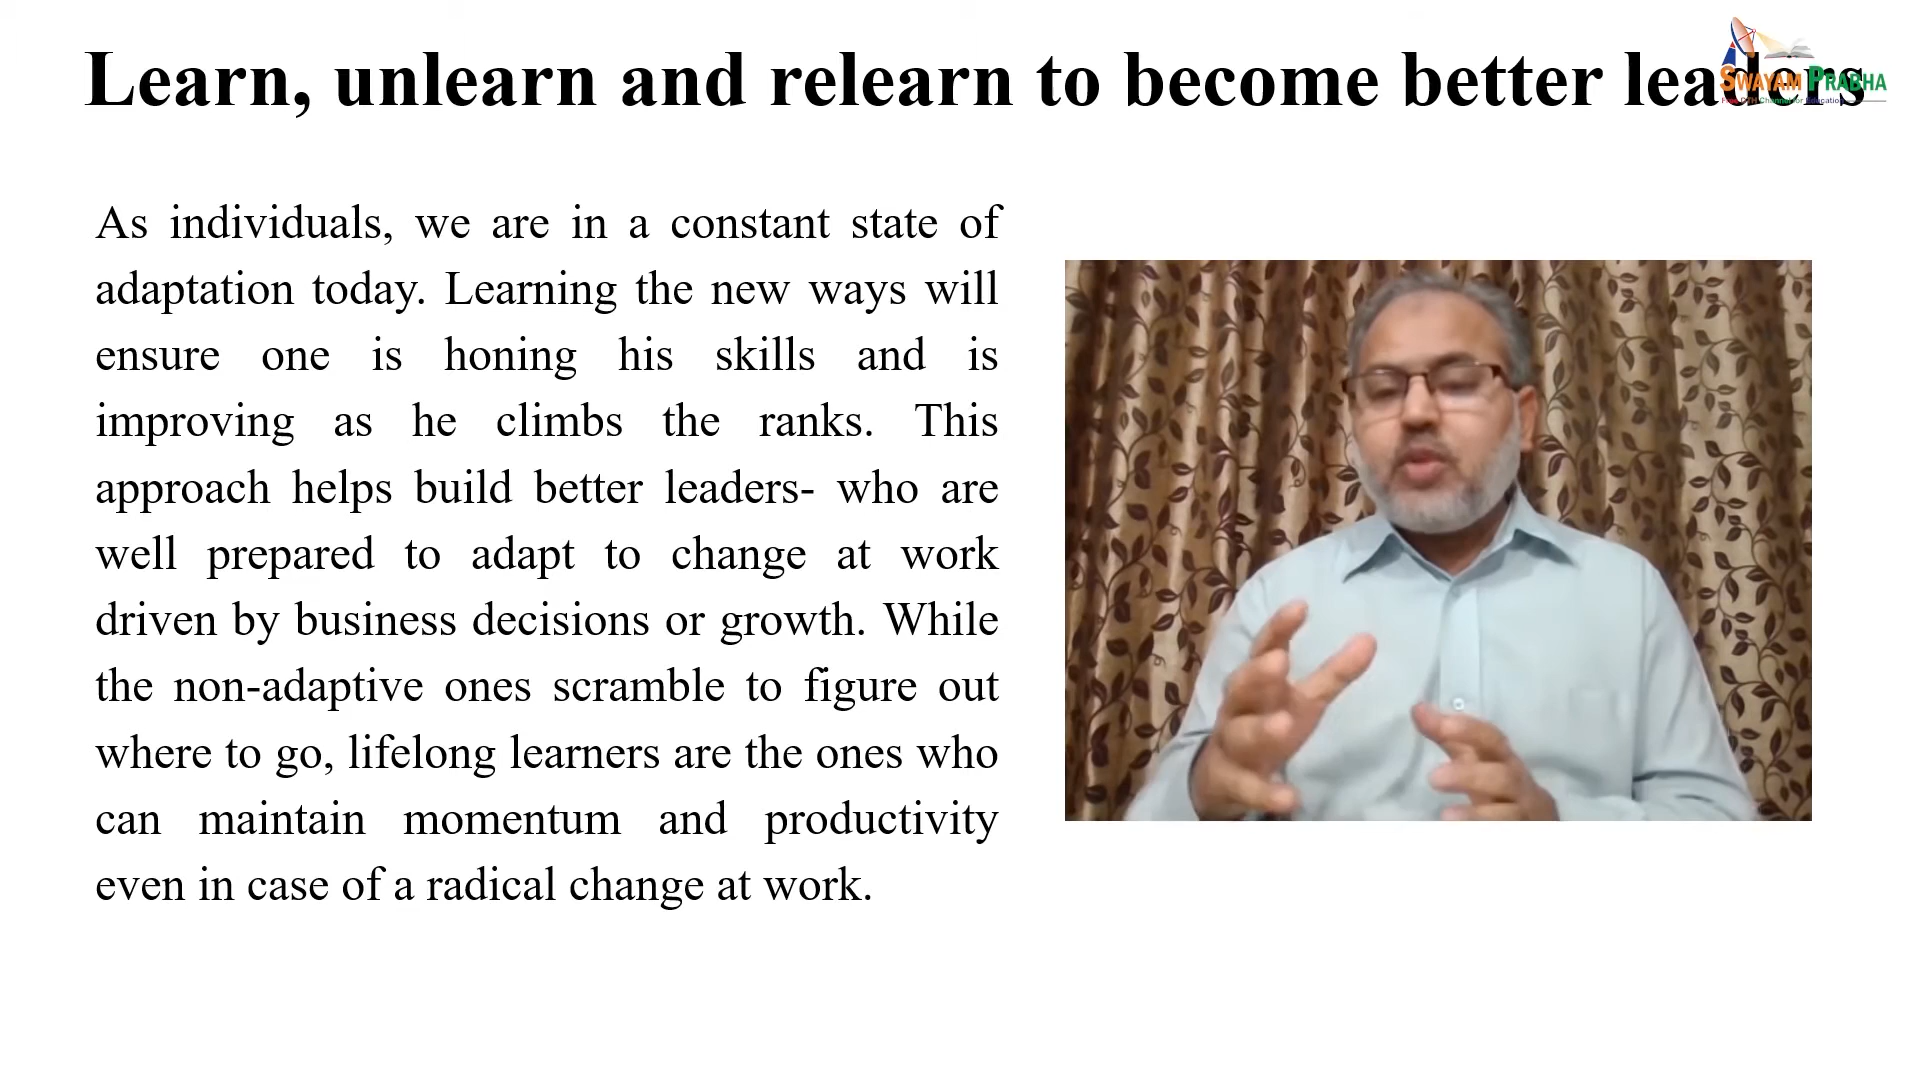 Learn, unlearn and relearn to become better leaders
SWAYAM PRABHA
As individuals, we are in a constant state of
adaptation today. Learning the new ways will
ensure one is honing his skills and is
improving as he climbs the ranks. This
approach helps build better leaders- who are
well prepared to adapt to change at work
driven by business decisions or growth. While
the non-adaptive ones scramble to figure out
where to go, lifelong learners are the ones who
can maintain momentum and productivity
even in case of a radical change at work.